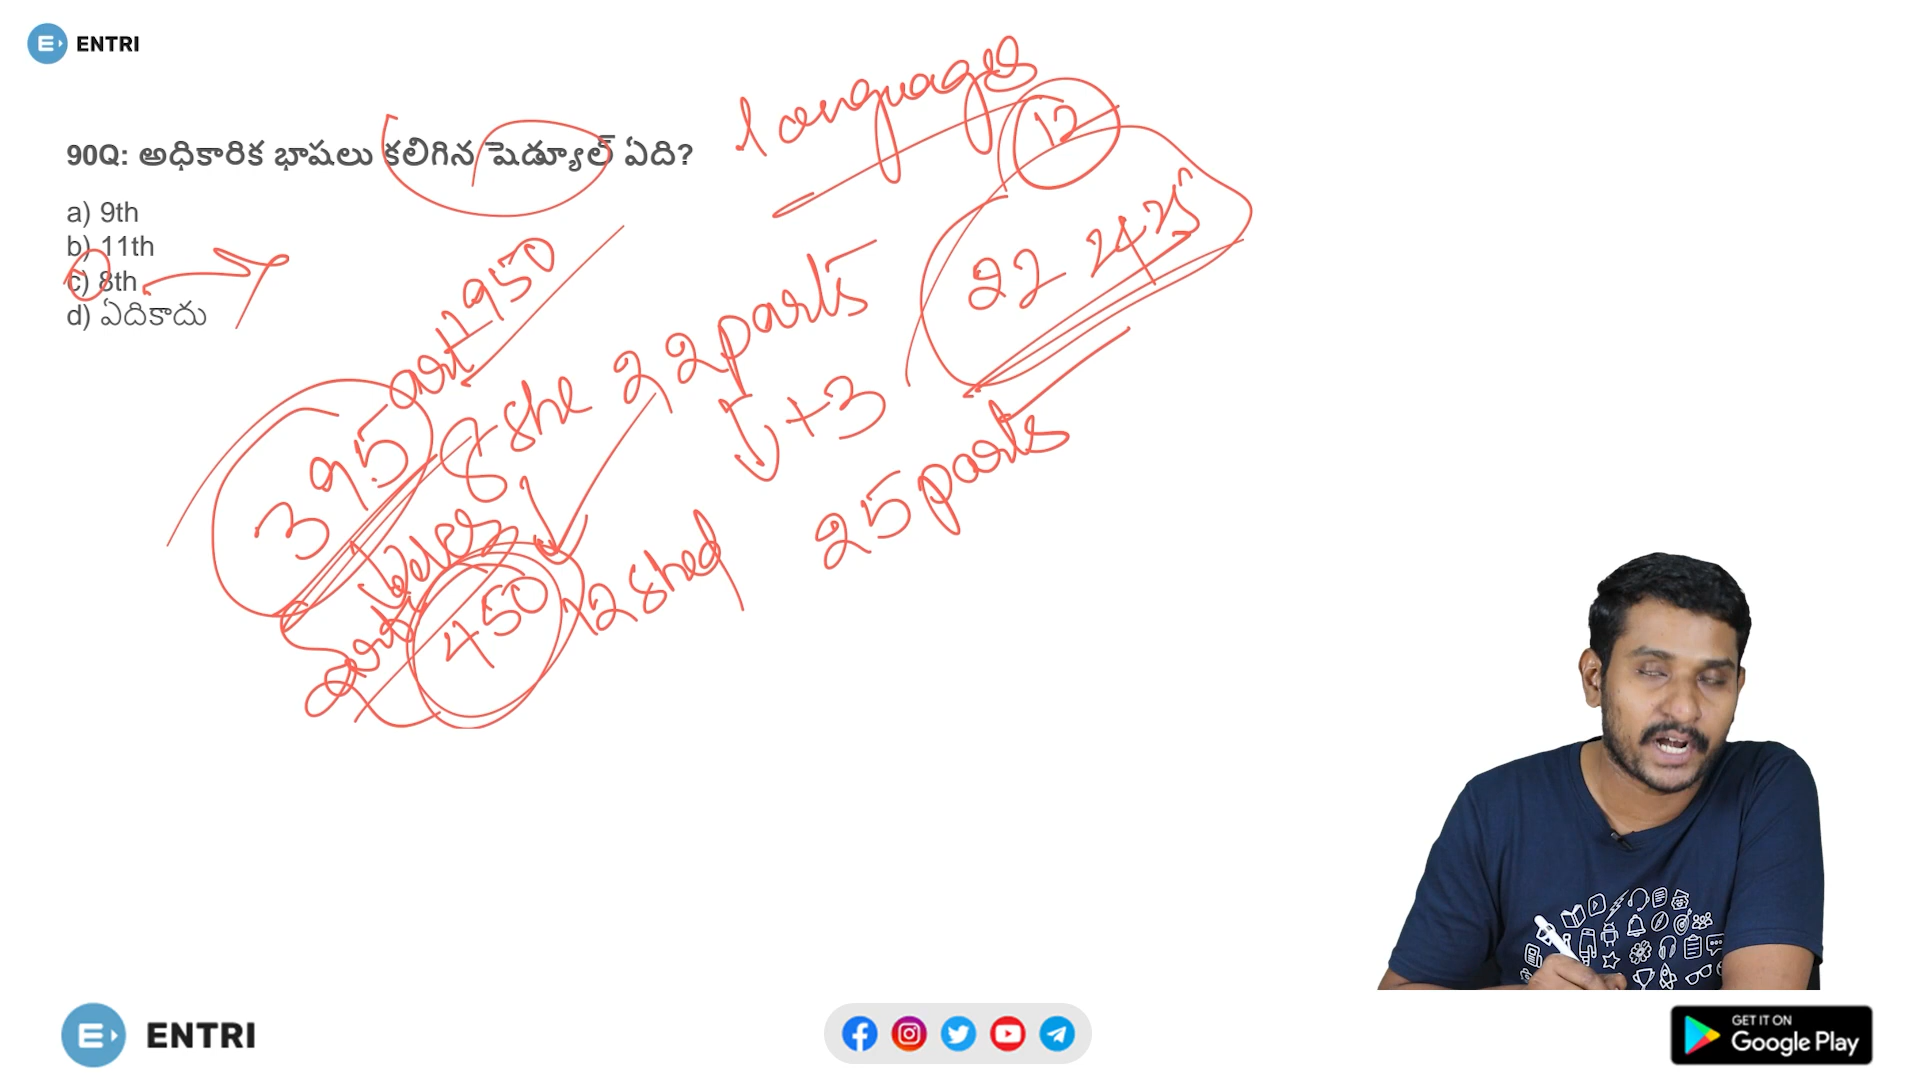 ENTRI
90Q: అధికారిక భాషలు కలిగిన షెడ్యూల్ ఏది?
a) 9th
b) 11th
c) 8th
d) ఏదికాదు
languages
12
22 24
1950
395 art
8 she 22 parts
+3
25 parts
450 12 shed
ENTRI
GET IT ON
Google Play